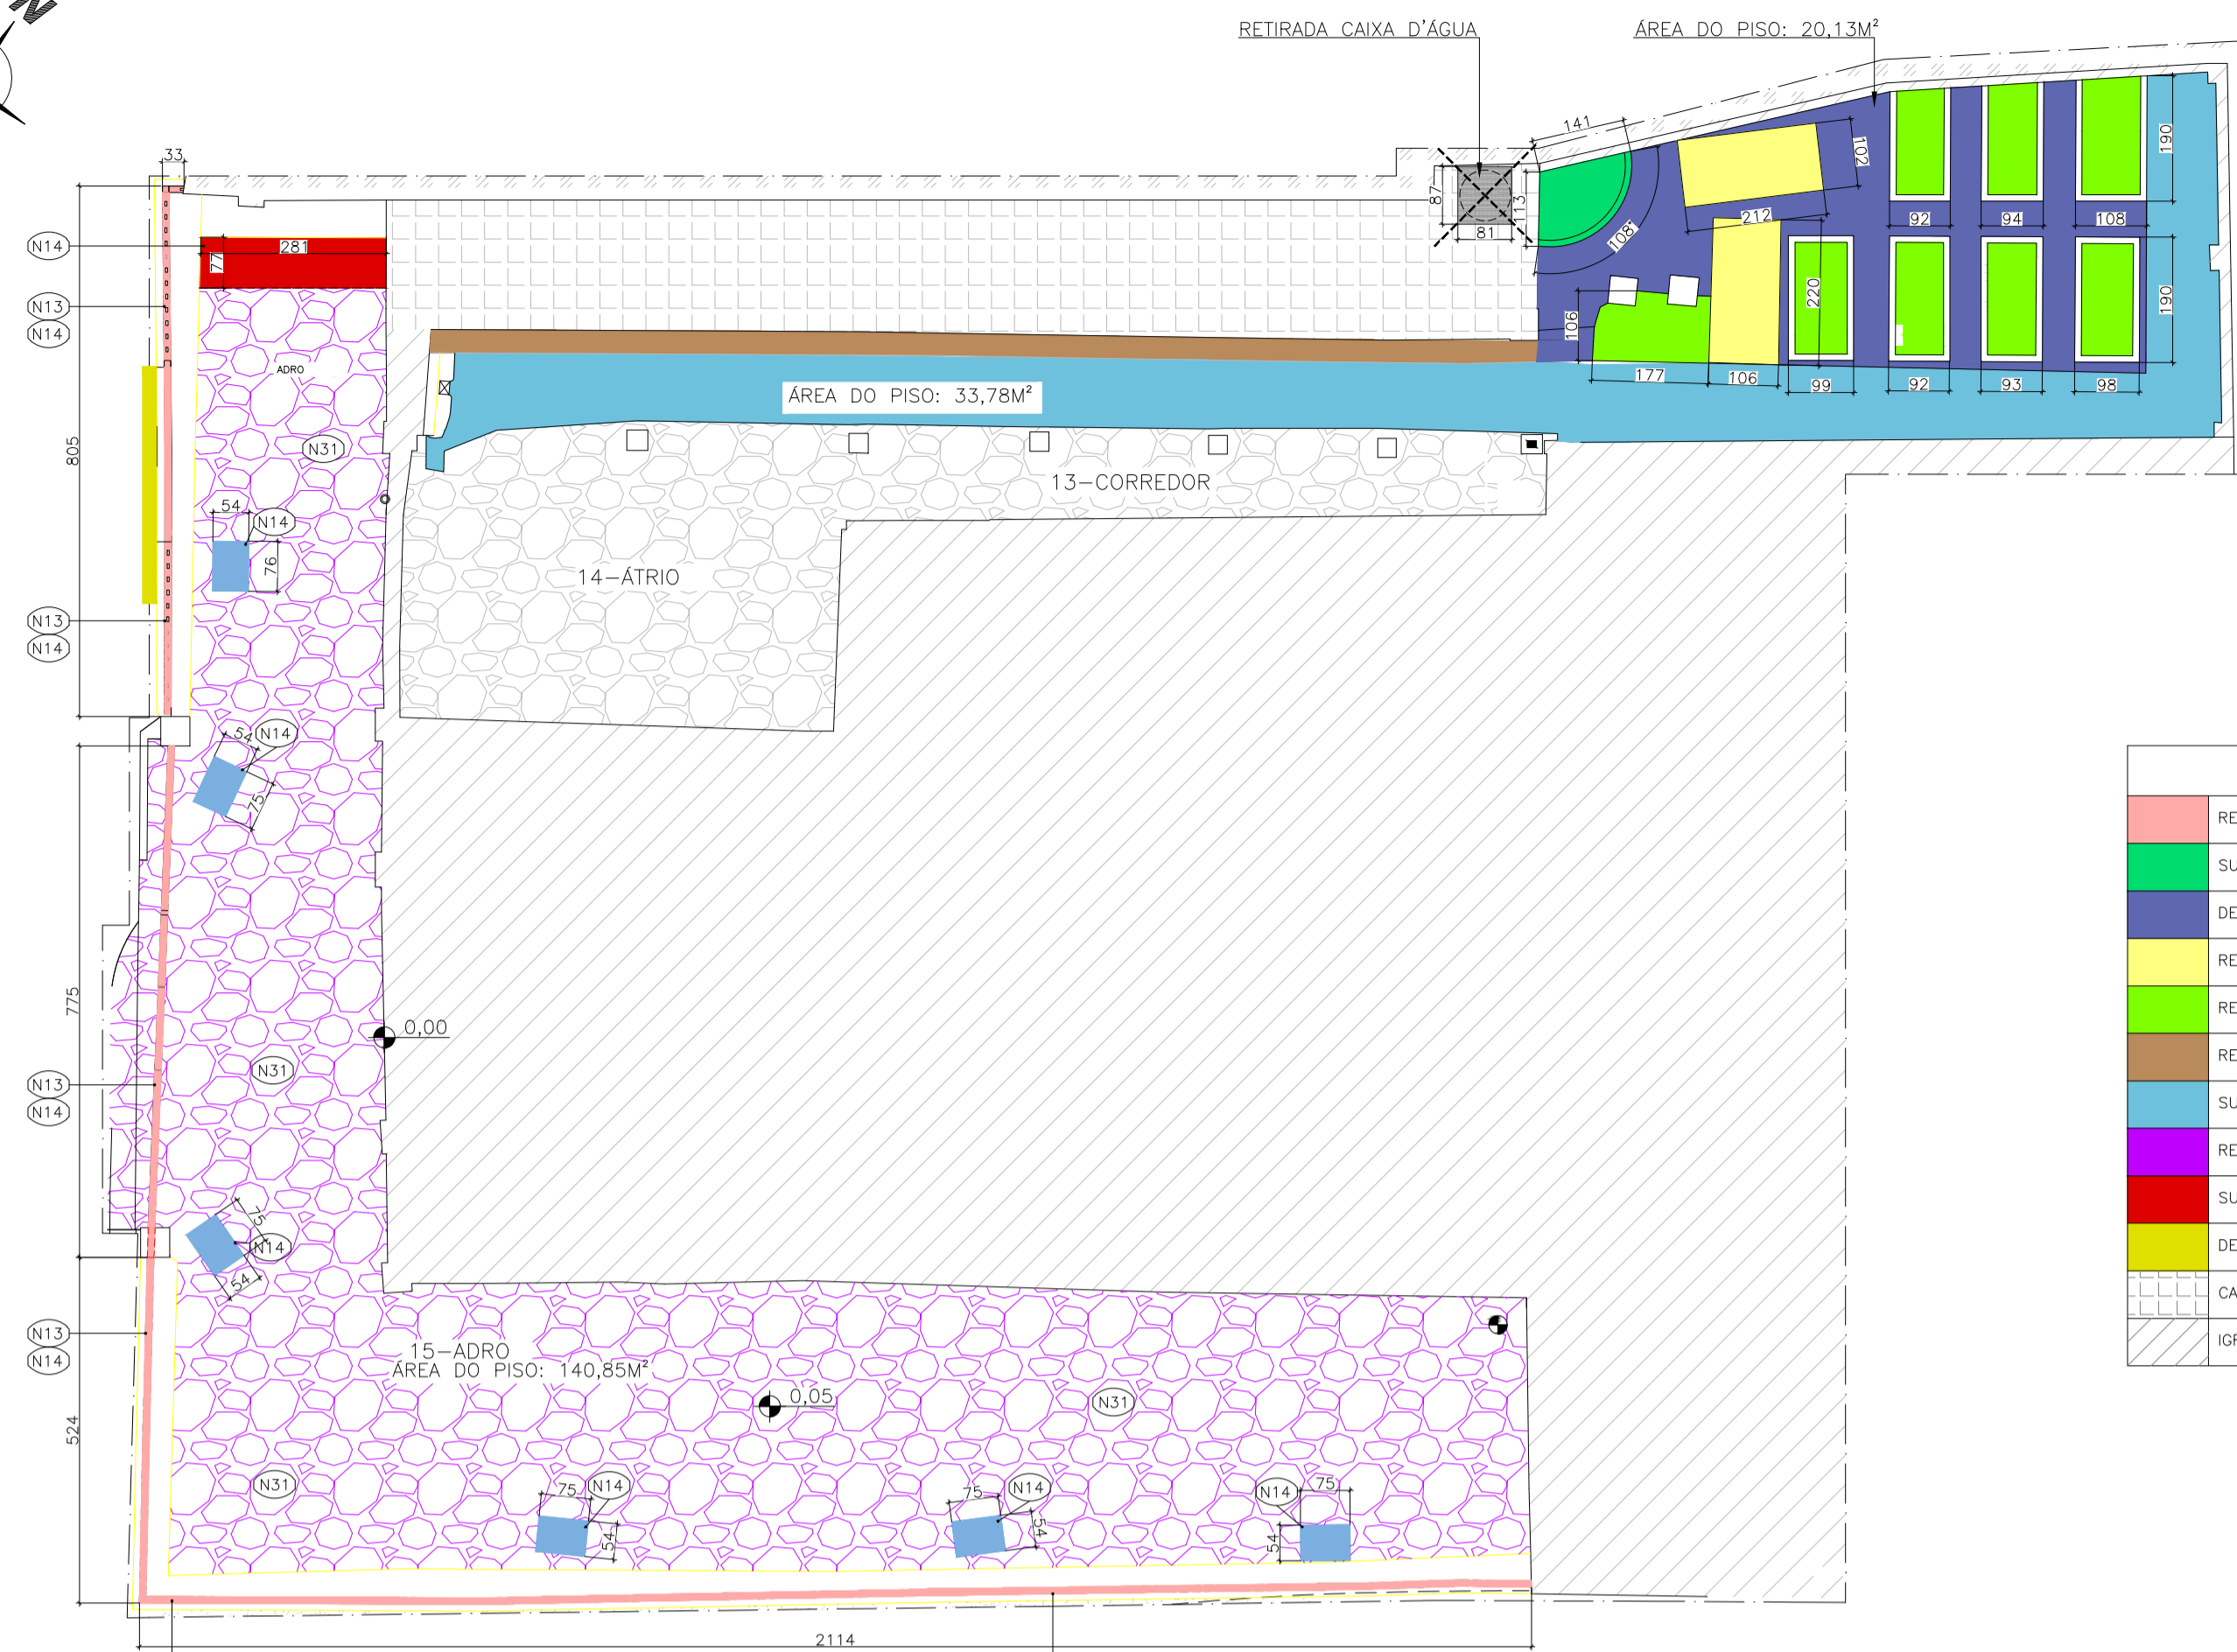 N
RETIRADA CAIXA D'ÁGUA
ÁREA DO PISO: 20,13M²
33
141
87
113
81
108°
212
102
92
94
108
190
N14
281
77
N13
N14
ADRO
805
N31
54
N14
76
ÁREA DO PISO: 33,78M²
106
177
106
220
99
92
93
98
190
13-CORREDOR
14-ÁTRIO
N13
N14
54
N14
75
775
0,00
N31
N13
N14
75
N14
54
N13
N14
15-ADRO
ÁREA DO PISO: 140,85M²
0,05
N31
524
N31
75
N14
54
75
N14
54
N14
75
54
2114
RE
SU
DE
RE
RE
RE
SU
RE
SU
DE
CA
IGR